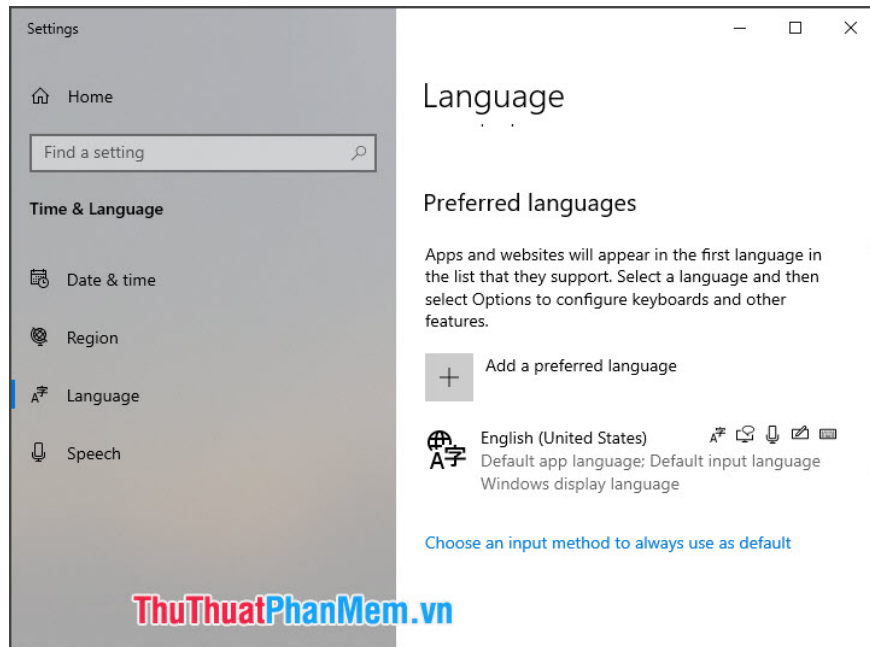 Settings
Home
Find a setting
Time & Language
Date & time
Region
Language
Speech
Language
Preferred languages
Apps and websites will appear in the first language in
the list that they support. Select a language and then
select Options to configure keyboards and other
features.
Add a preferred language
English (United States)
Default app language; Default input language
Windows display language
Choose an input method to always use as default
ThuThuatPhanMem.vn